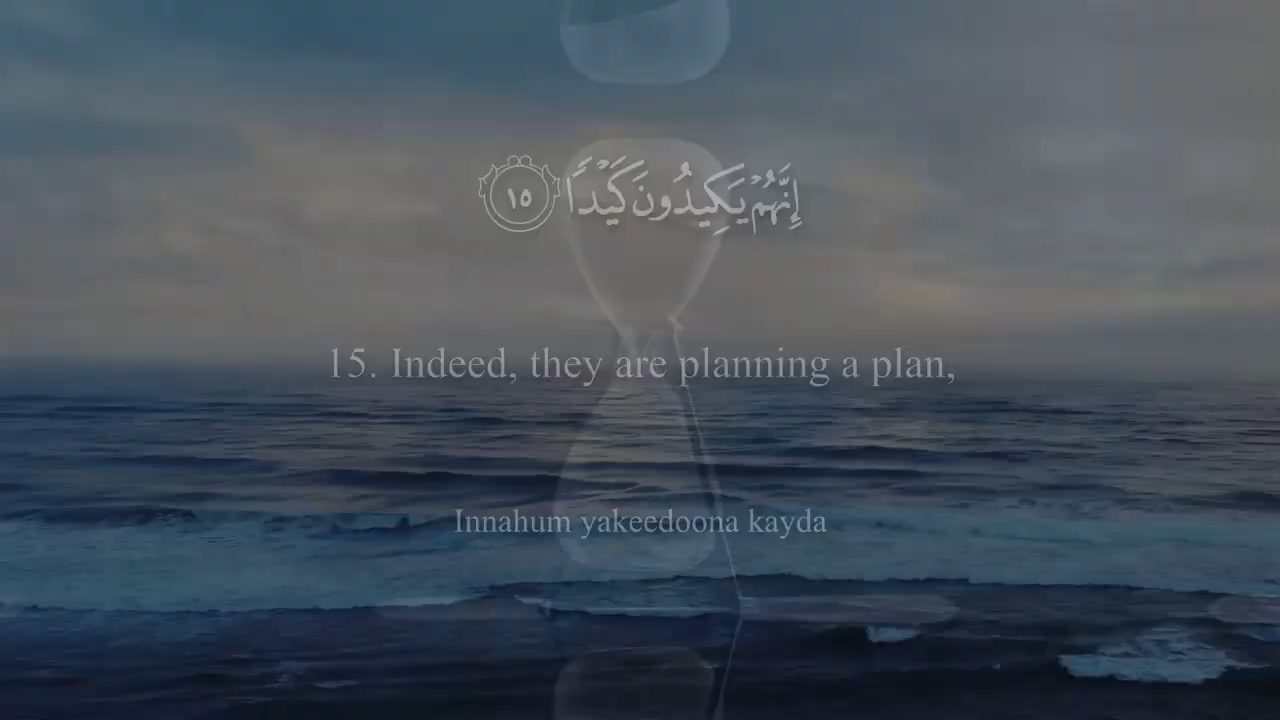 إِنَّهُمْ يَكِيدُونَ كَيْدًا ١٥
15. Indeed, they are planning a plan,
Innahum yakeedoona kayda